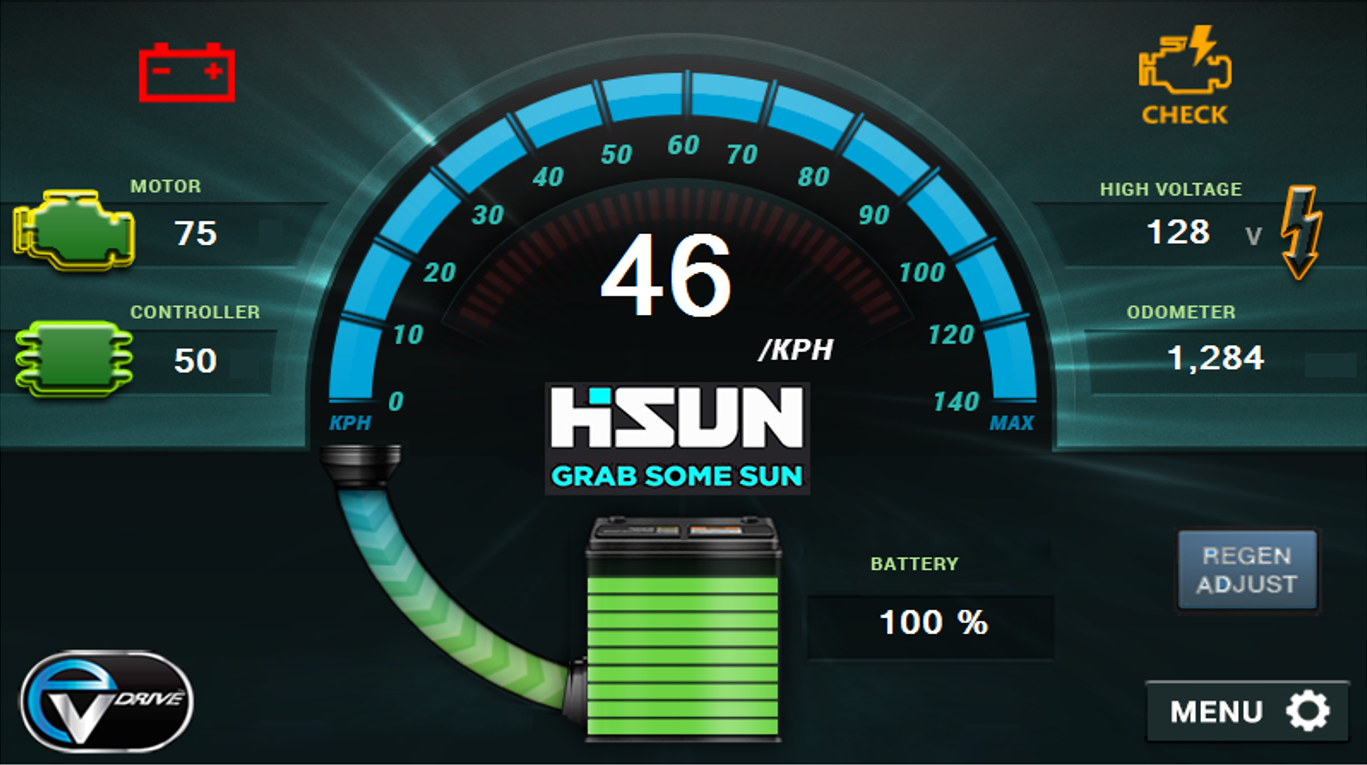 CHECK
MOTOR
75
CONTROLLER
50
HIGH VOLTAGE
128 V
ODOMETER
1,284
0
10
20
30
40
50
60
70
80
90
100
120
140
KPH
MAX
46
/KPH
HISUN
GRAB SOME SUN
BATTERY
100 %
REGEN
ADJUST
EV DRIVE
MENU